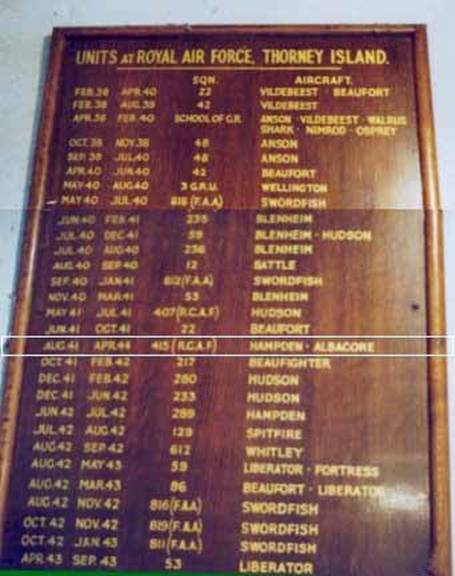 UNITS AT ROYAL AIR FORCE, THORNEY ISLAND.
SQN. AIRCRAFT.
FEB.38 APR.40 22 VILDEBEEST · BEAUFORT
FEB.38 AUG.39 42 VILDEBEEST
APR.38 FEB.40 SCHOOL OF G.R. ANSON · VILDEBEEST · WALRUS
SHARK · NIMROD · OSPREY
OCT.38 NOV.38 48 ANSON
SEP.39 JUL.40 48 ANSON
APR.40 JUN.40 42 BEAUFORT
MAY.40 AUG.40 3 G.R.U. WELLINGTON
MAY.40 JUL.40 818 (F.A.A) SWORDFISH
JUN.40 FEB.41 235 BLENHEIM
JUL.40 DEC.41 59 BLENHEIM · HUDSON
JUL.40 AUG.40 236 BLENHEIM
AUG.40 SEP.40 12 BATTLE
SEP.40 JAN.41 812(F.A.A) SWORDFISH
NOV.40 MAR.41 53 BLENHEIM
MAY.41 JUL.41 407(R.C.A.F) HUDSON
JUN.41 OCT.41 22 BEAUFORT
AUG.41 APR.44 415(R.C.A.F) HAMPDEN · ALBACORE
OCT.41 FEB.42 217 BEAUFIGHTER
DEC.41 FEB.42 280 HUDSON
DEC.41 JUN.42 233 HUDSON
JUN.42 JUL.42 289 HAMPDEN
JUL.42 AUG.42 129 SPITFIRE
AUG.42 SEP.42 612 WHITLEY
AUG.42 MAY.43 59 LIBERATOR · FORTRESS
AUG.42 MAR.43 86 BEAUFORT · LIBERATOR
AUG.42 NOV.42 816(F.A.A) SWORDFISH
OCT.42 NOV.42 819(F.A.A) SWORDFISH
OCT.42 JAN.43 811(F.A.A) SWORDFISH
APR.43 SEP.43 53 LIBERATOR